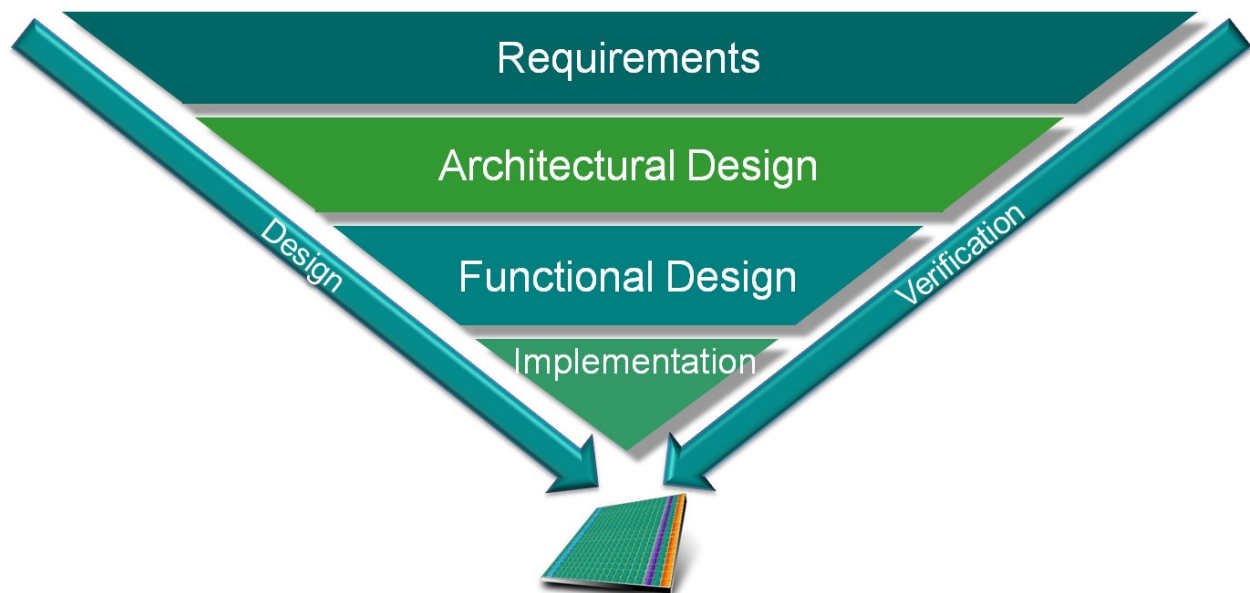 Requirements
Architectural Design
Functional Design
Implementation
Design
Verification